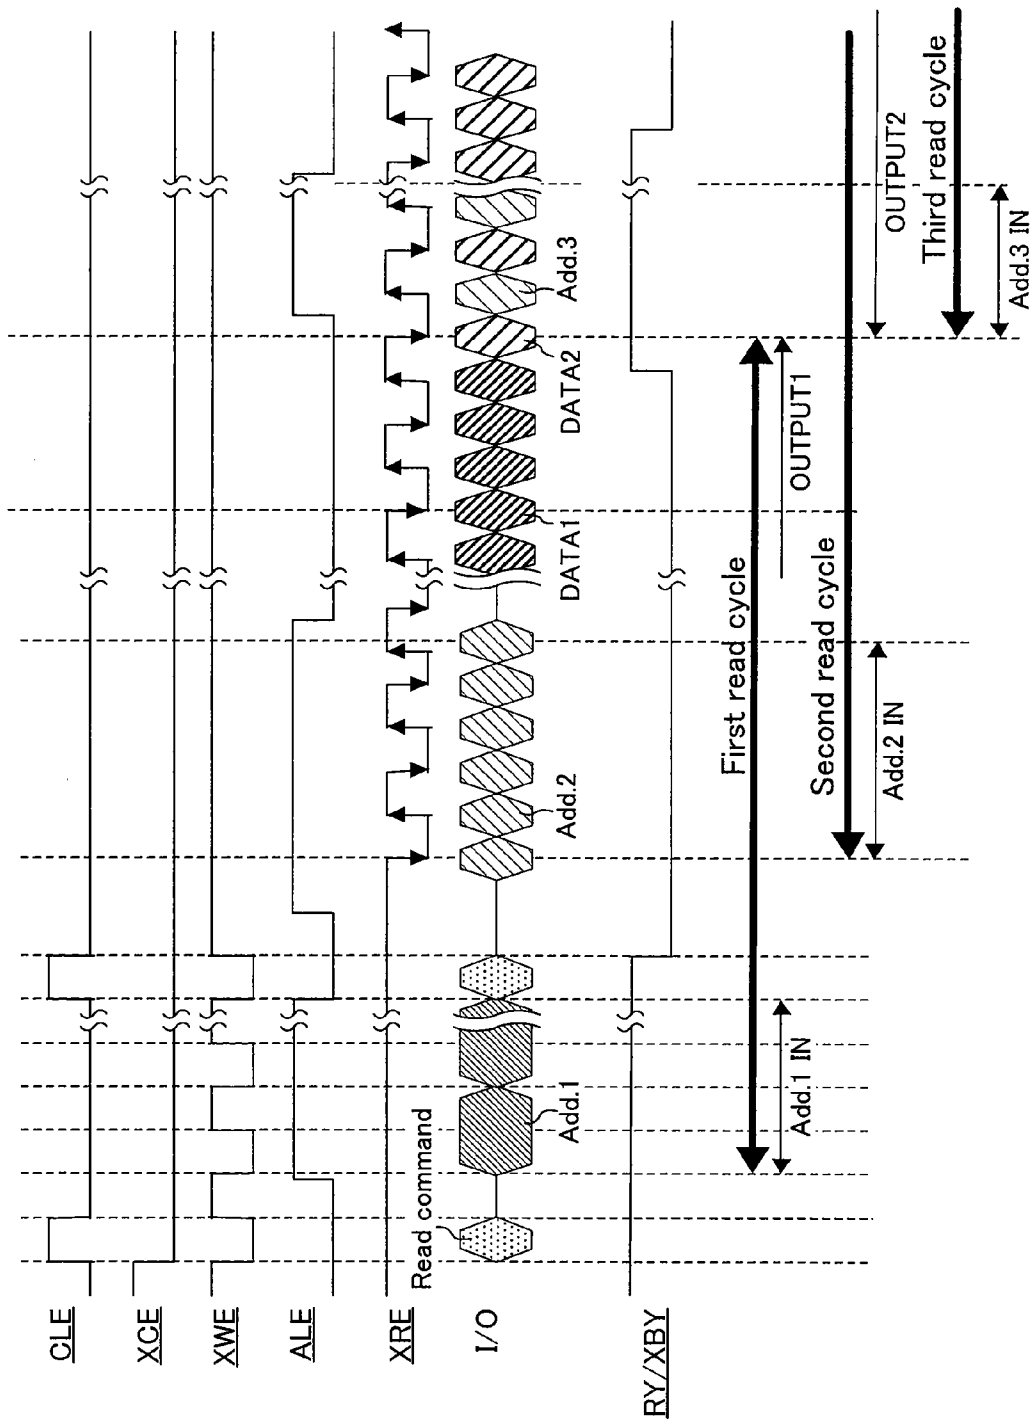 CLE
XCE
XWE
ALE
XRE
I/O
RY/XBY
Read command
Add.1
Add.2
DATA1
DATA2
Add.3
First read cycle
Add.1 IN
OUTPUT1
Second read cycle
Add.2 IN
OUTPUT2
Third read cycle
Add.3 IN